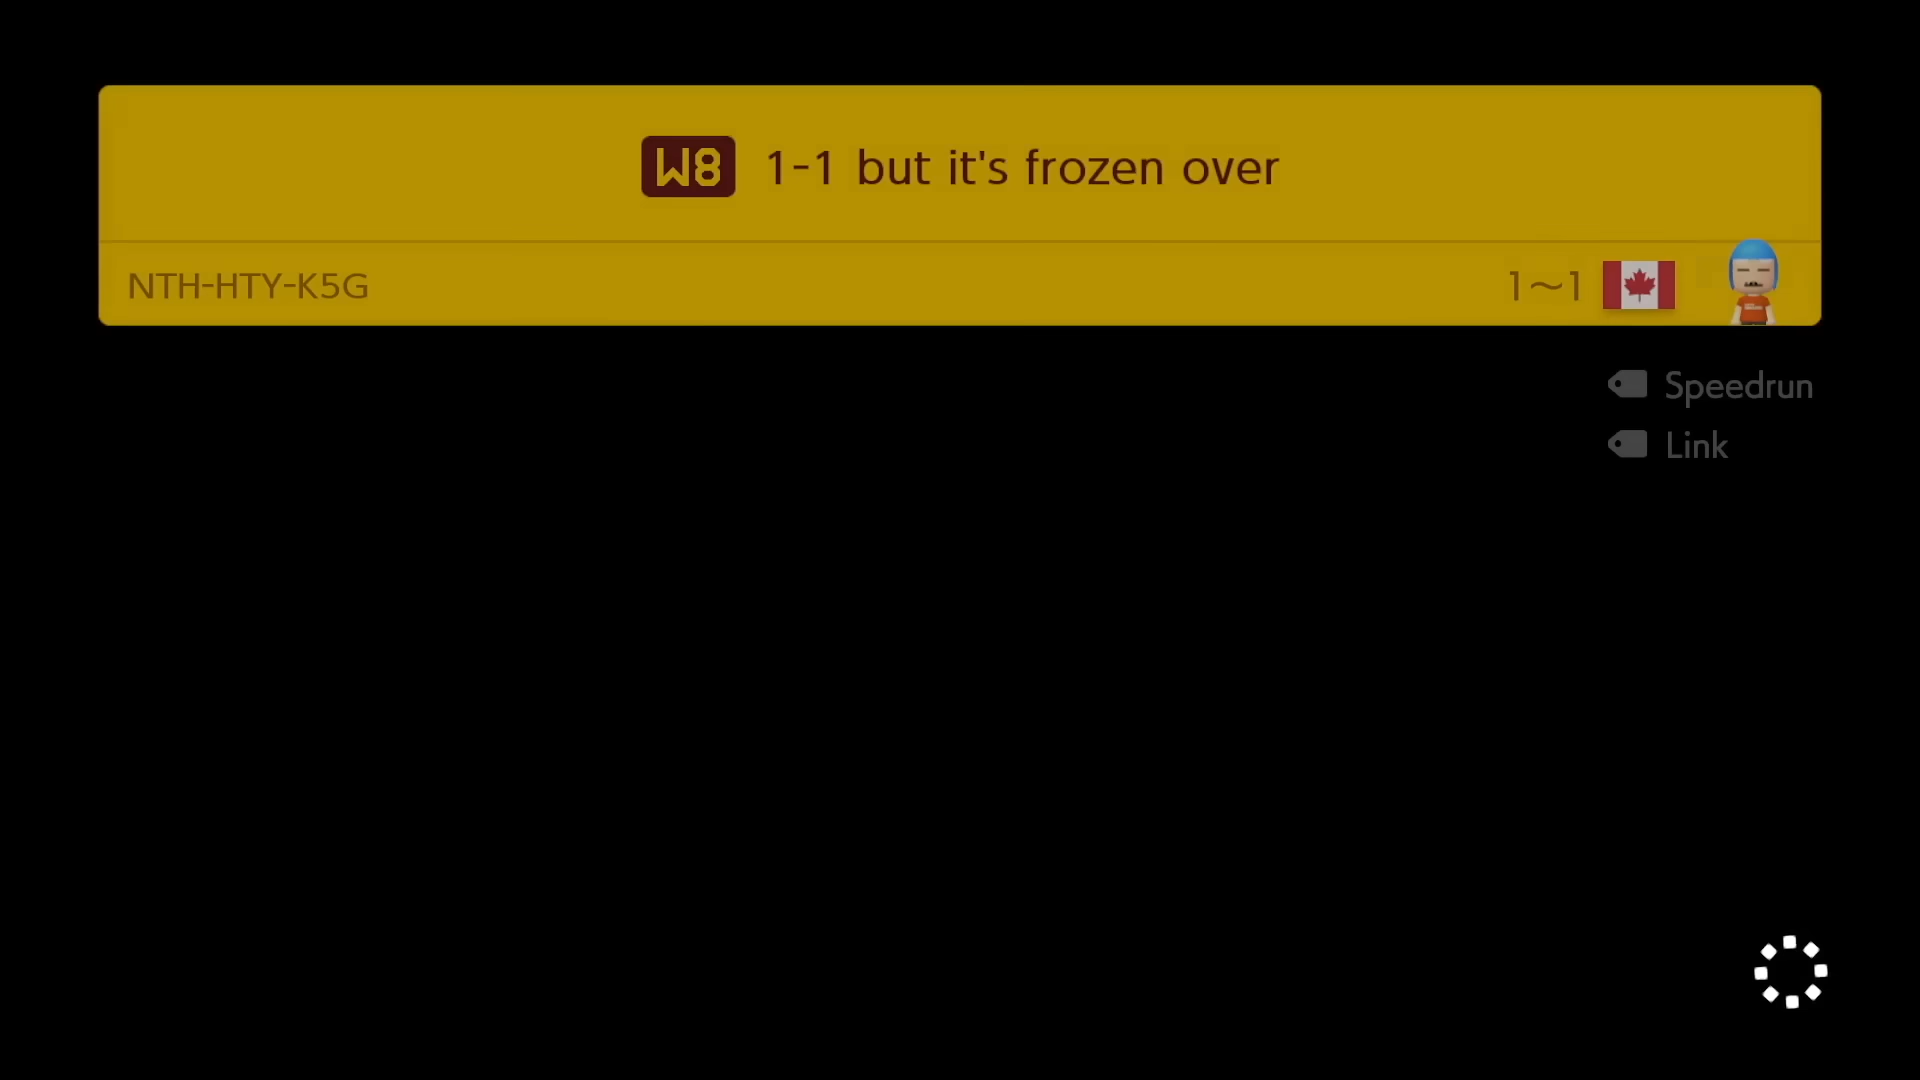 W8 1-1 but it's frozen over
NTH-HTY-K5G
1~1
Speedrun
Link